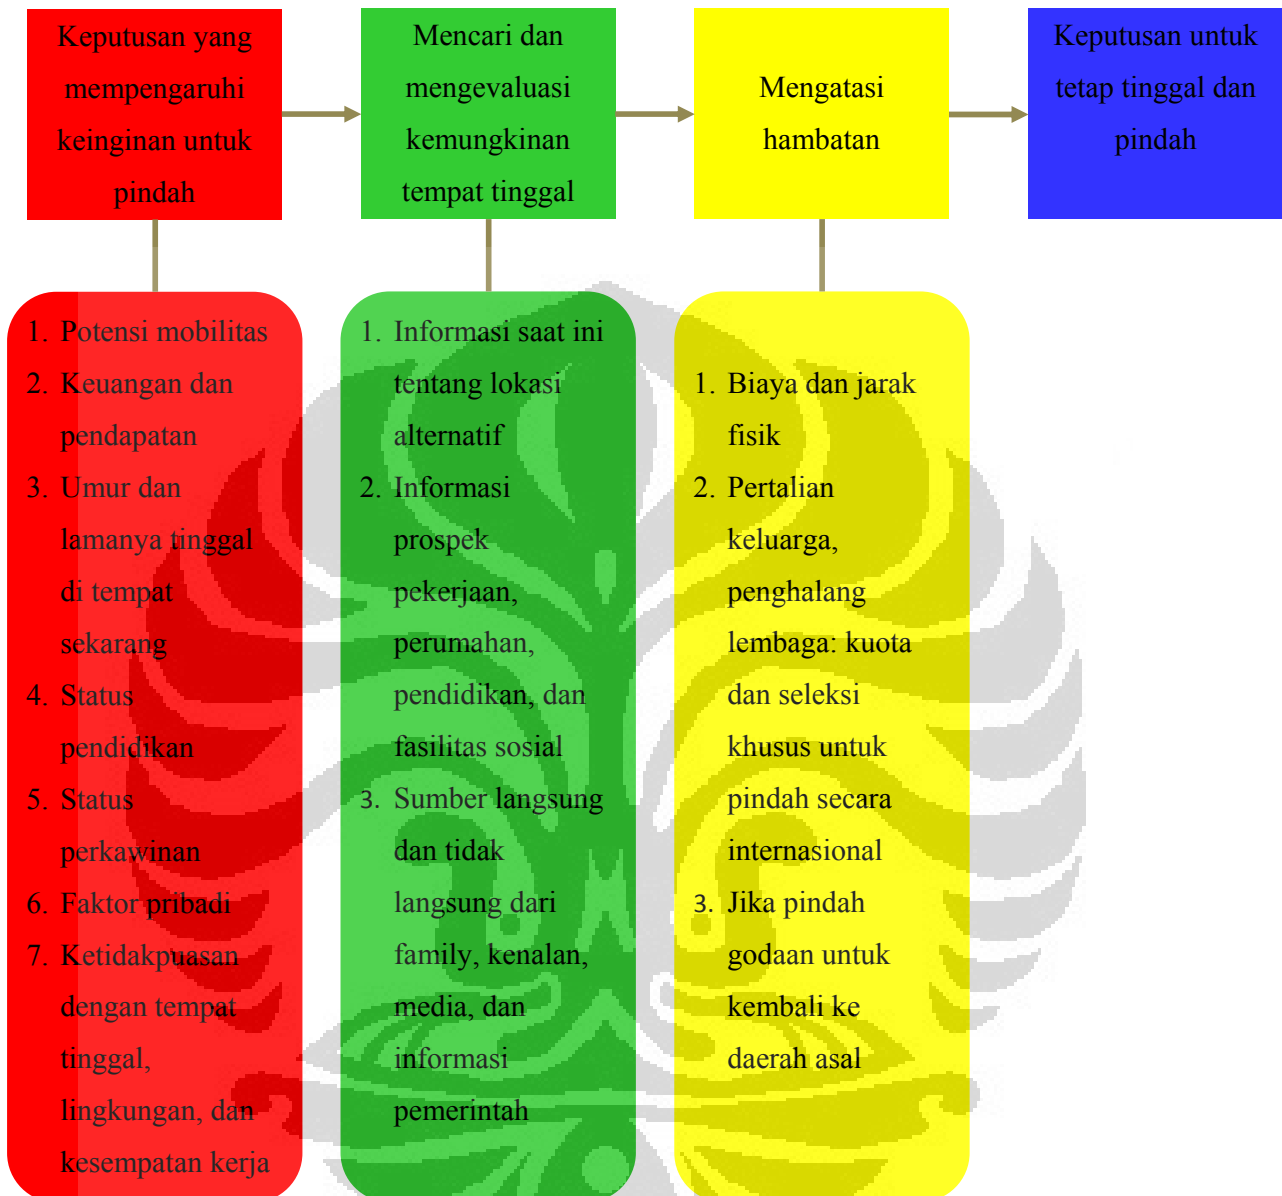 Keputusan yang
mempengaruhi
keinginan untuk
pindah
Mencari dan
mengevaluasi
kemungkinan
tempat tinggal
Mengatasi
hambatan
Keputusan untuk
tetap tinggal dan
pindah
1. Potensi mobilitas
2. Keuangan dan
pendapatan
3. Umur dan
lamanya tinggal
di tempat
sekarang
4. Status
pendidikan
5. Status
perkawinan
6. Faktor pribadi
7. Ketidakpuasan
dengan tempat
tinggal,
lingkungan, dan
kesempatan kerja
1. Informasi saat ini
tentang lokasi
alternatif
2. Informasi
prospek
pekerjaan,
perumahan,
pendidikan, dan
fasilitas sosial
3. Sumber langsung
dan tidak
langsung dari
family, kenalan,
media, dan
informasi
pemerintah
1. Biaya dan jarak
fisik
2. Pertalian
keluarga,
penghalang
lembaga: kuota
dan seleksi
khusus untuk
pindah secara
internasional
3. Jika pindah
godaan untuk
kembali ke
daerah asal